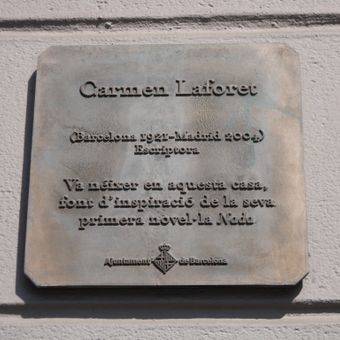 Carmen Laforet
(Barcelona 1921-Madrid 2004)
Escriptora
Va néixer en aquesta casa,
font d'inspiració de la seva
primera novel·la Nada
Ajuntament de Barcelona